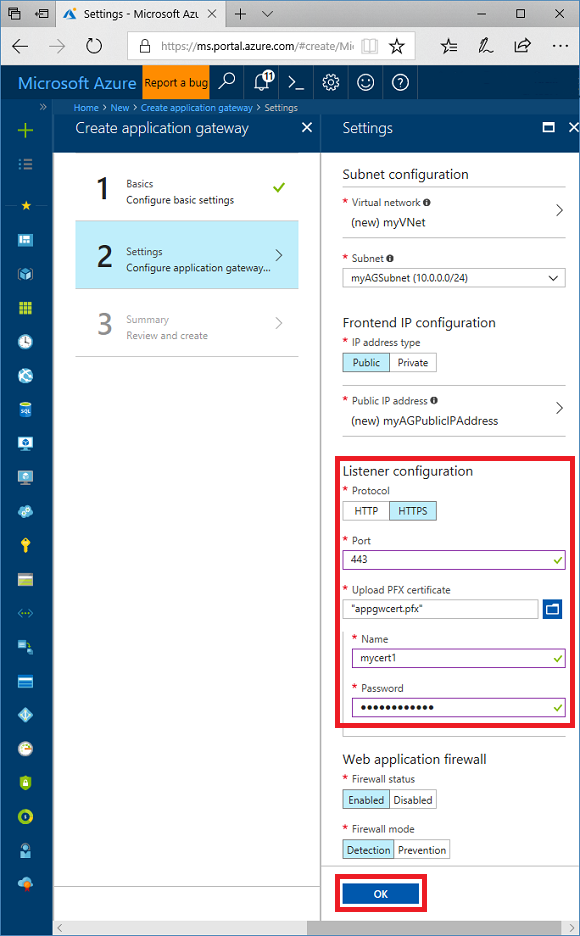 Settings - Microsoft Azu
https://ms.portal.azure.com/#create/Mi
Microsoft Azure
Report a bug
11
Home > New > Create application gateway > Settings
Create application gateway
1
Basics
Configure basic settings
2
Settings
Configure application gateway...
3
Summary
Review and create
Settings
Subnet configuration
* Virtual network
(new) myVNet
* Subnet
myAGSubnet (10.0.0.0/24)
Frontend IP configuration
* IP address type
Public Private
* Public IP address
(new) myAGPublicIPAddress
Listener configuration
* Protocol
HTTP HTTPS
* Port
443
* Upload PFX certificate
"appgwcert.pfx"
* Name
mycert1
* Password
••••••••••••
Web application firewall
* Firewall status
Enabled Disabled
* Firewall mode
Detection Prevention
OK
SQL